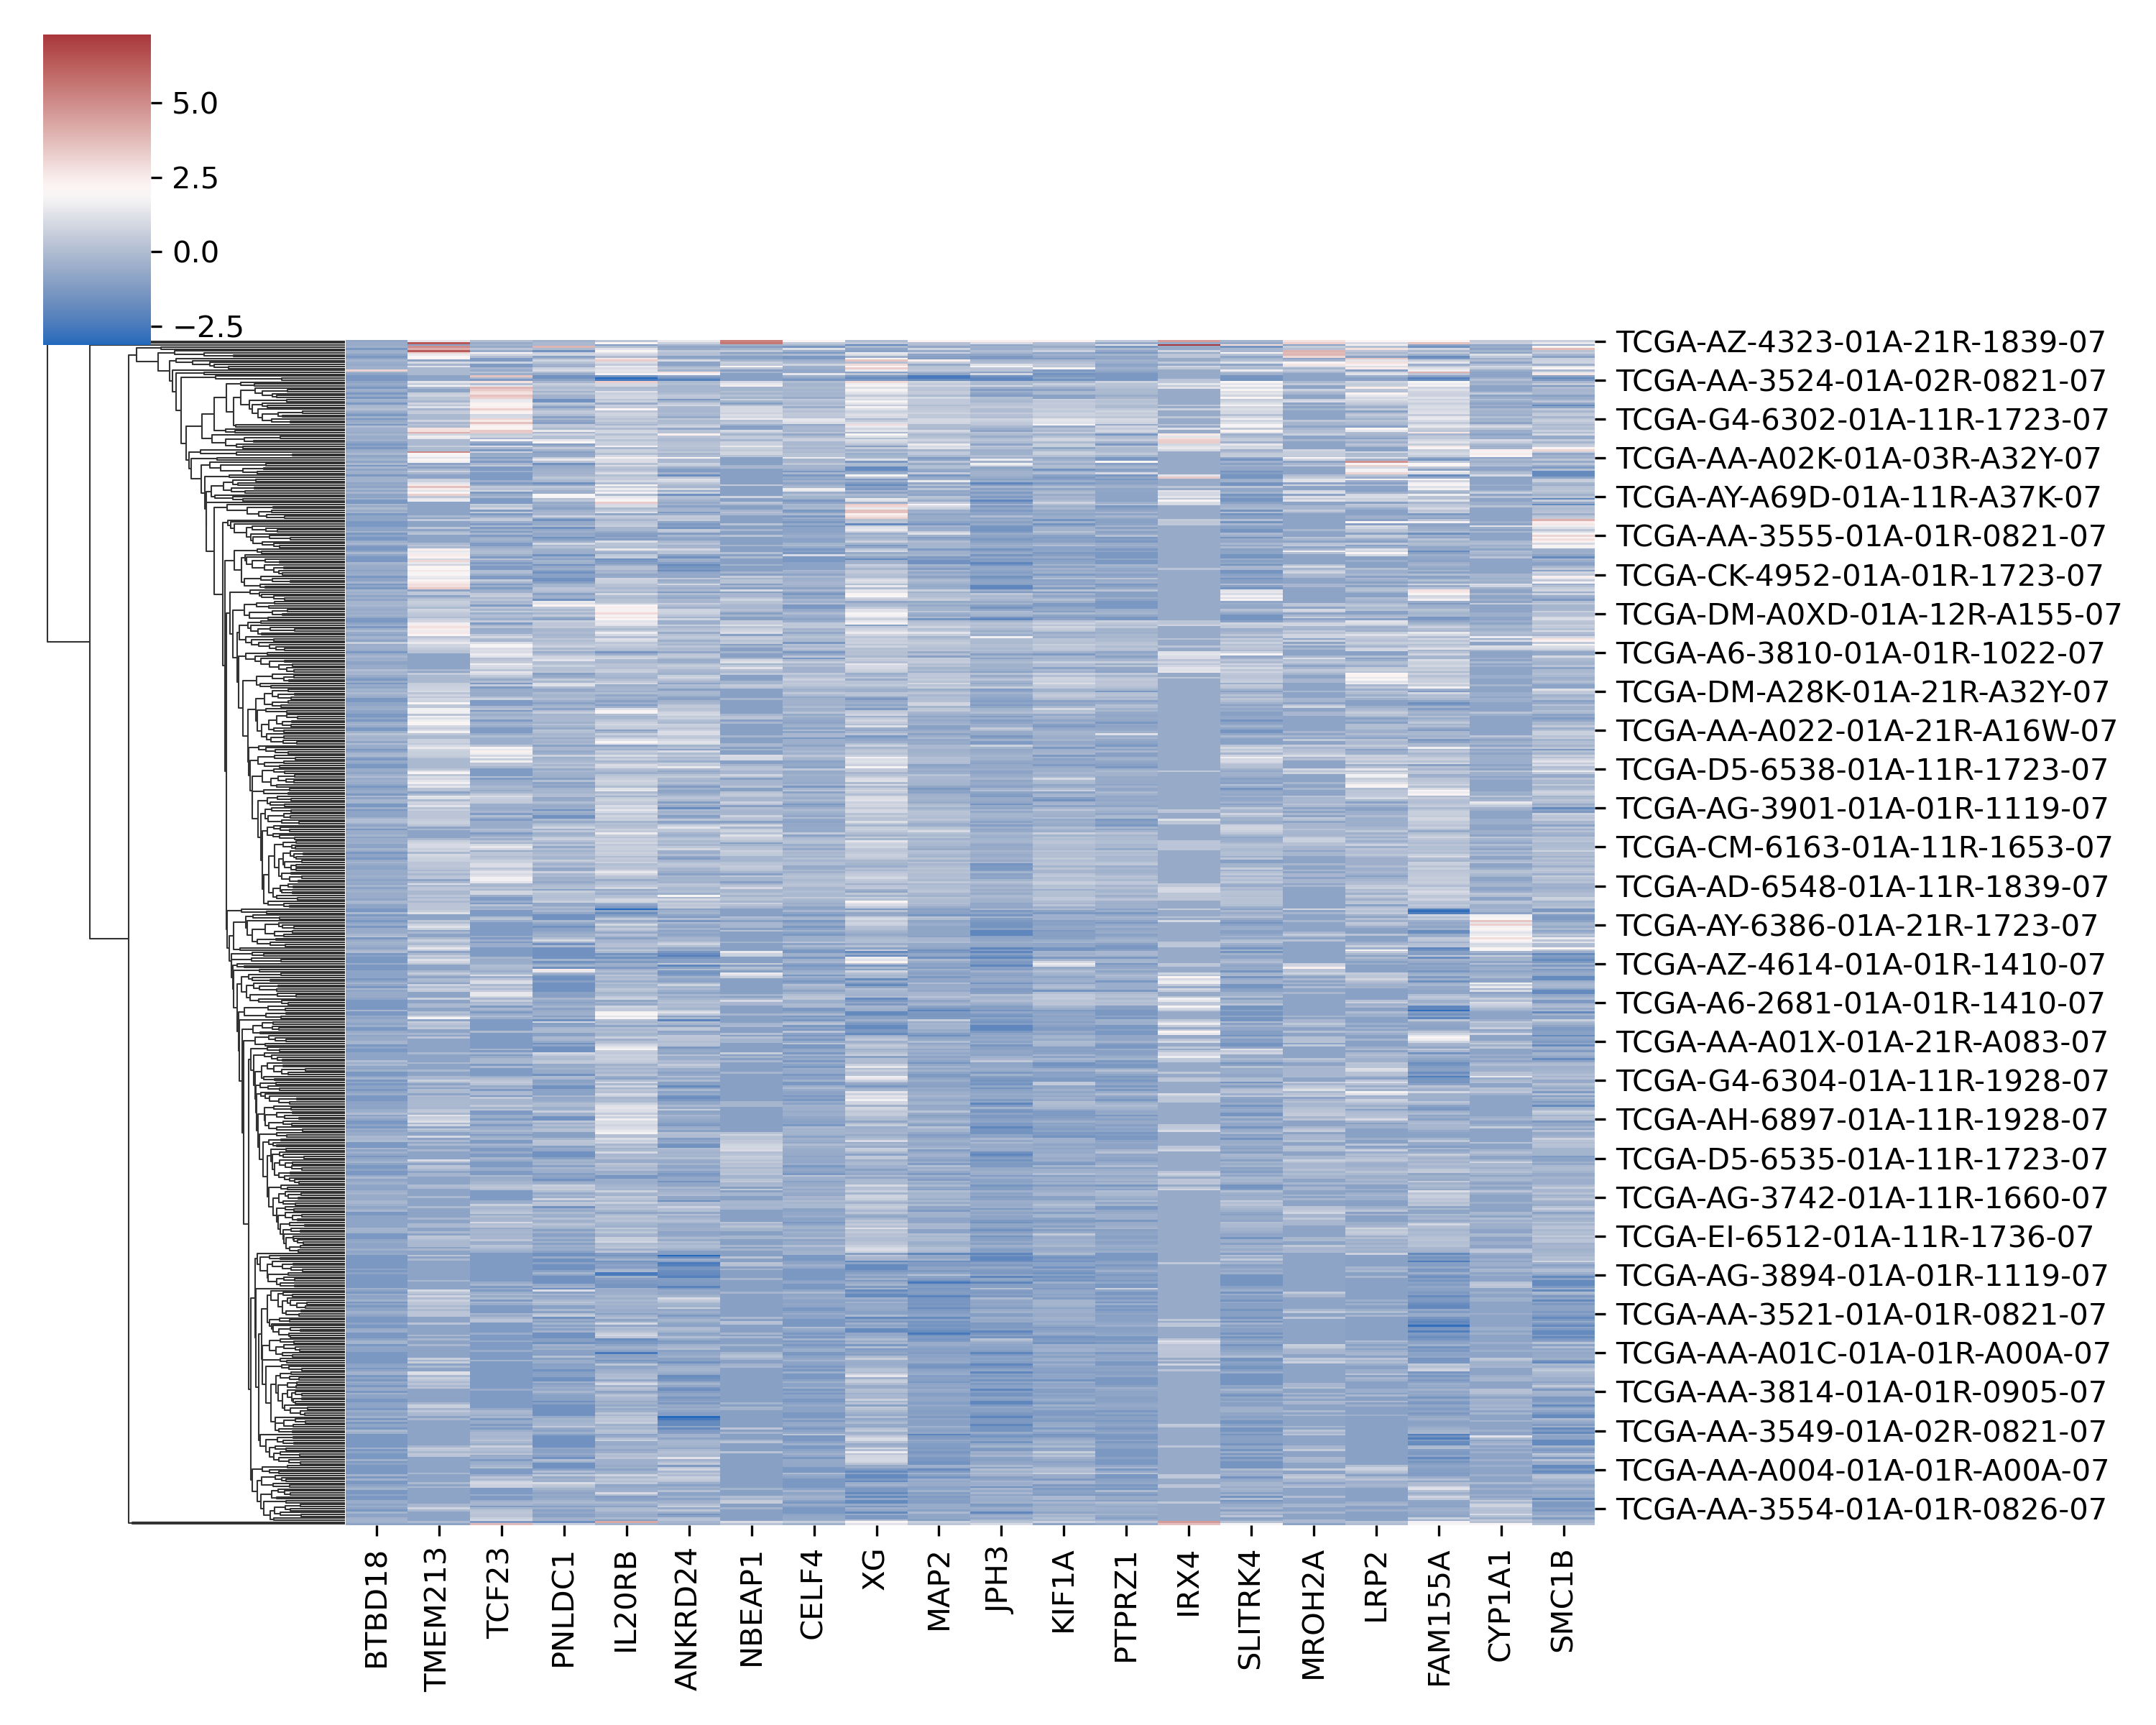 5.0
2.5
0.0
−2.5
TCGA-AZ-4323-01A-21R-1839-07
TCGA-AA-3524-01A-02R-0821-07
TCGA-G4-6302-01A-11R-1723-07
TCGA-AA-A02K-01A-03R-A32Y-07
TCGA-AY-A69D-01A-11R-A37K-07
TCGA-AA-3555-01A-01R-0821-07
TCGA-CK-4952-01A-01R-1723-07
TCGA-DM-A0XD-01A-12R-A155-07
TCGA-A6-3810-01A-01R-1022-07
TCGA-DM-A28K-01A-21R-A32Y-07
TCGA-AA-A022-01A-21R-A16W-07
TCGA-D5-6538-01A-11R-1723-07
TCGA-AG-3901-01A-01R-1119-07
TCGA-CM-6163-01A-11R-1653-07
TCGA-AD-6548-01A-11R-1839-07
TCGA-AY-6386-01A-21R-1723-07
TCGA-AZ-4614-01A-01R-1410-07
TCGA-A6-2681-01A-01R-1410-07
TCGA-AA-A01X-01A-21R-A083-07
TCGA-G4-6304-01A-11R-1928-07
TCGA-AH-6897-01A-11R-1928-07
TCGA-D5-6535-01A-11R-1723-07
TCGA-AG-3742-01A-11R-1660-07
TCGA-EI-6512-01A-11R-1736-07
TCGA-AG-3894-01A-01R-1119-07
TCGA-AA-3521-01A-01R-0821-07
TCGA-AA-A01C-01A-01R-A00A-07
TCGA-AA-3814-01A-01R-0905-07
TCGA-AA-3549-01A-02R-0821-07
TCGA-AA-A004-01A-01R-A00A-07
TCGA-AA-3554-01A-01R-0826-07
BTBD18
TMEM213
TCF23
PNLDC1
IL20RB
ANKRD24
NBEAP1
CELF4
XG
MAP2
JPH3
KIF1A
PTPRZ1
IRX4
SLITRK4
MROH2A
LRP2
FAM155A
CYP1A1
SMC1B